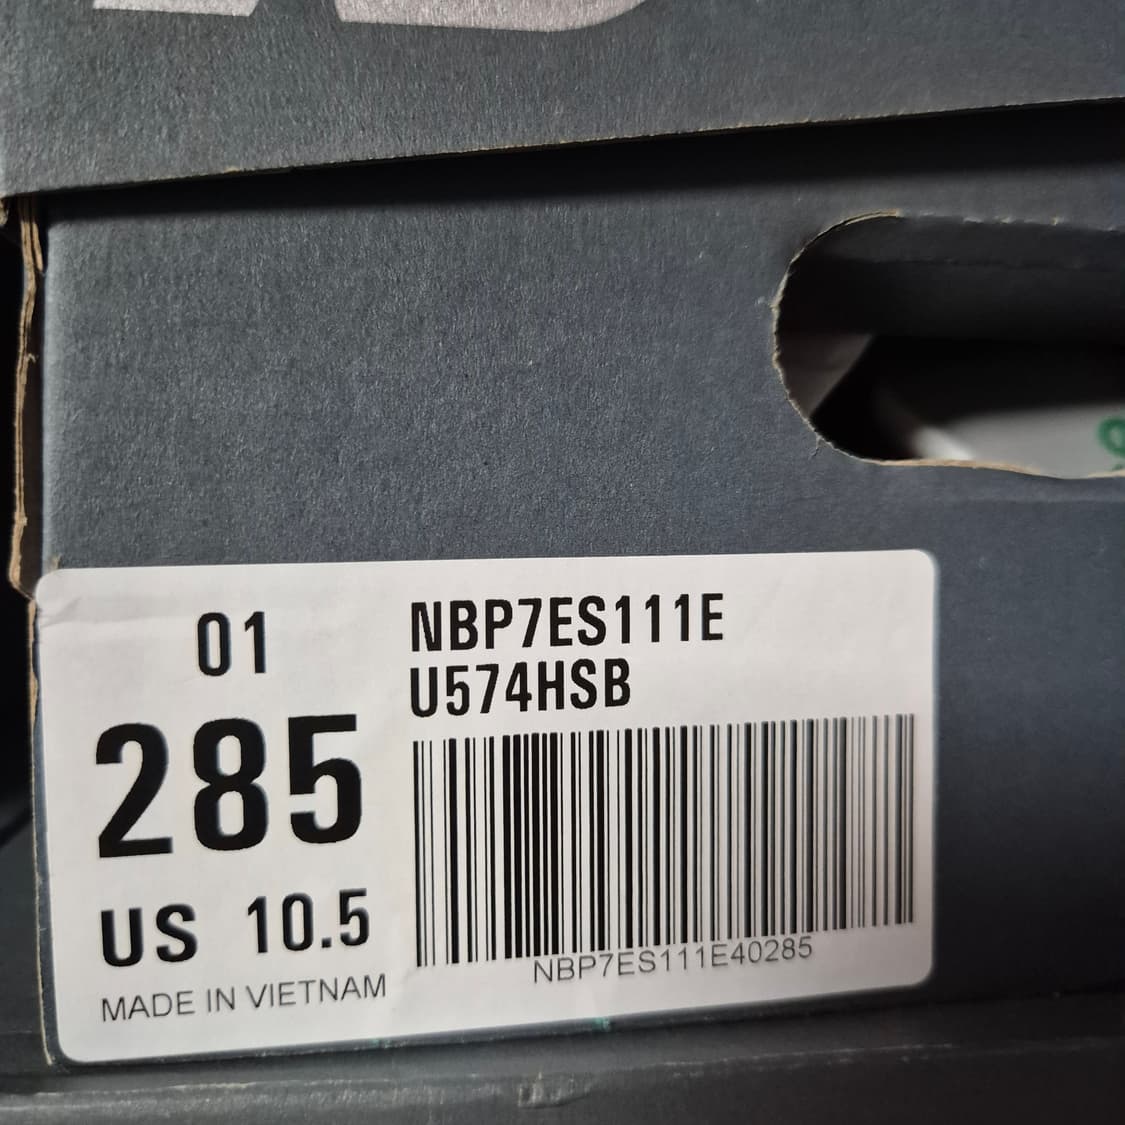 01
NBP7ES111E
U574HSB
285
US 10.5
NBP7ES111E40285
MADE IN VIETNAM